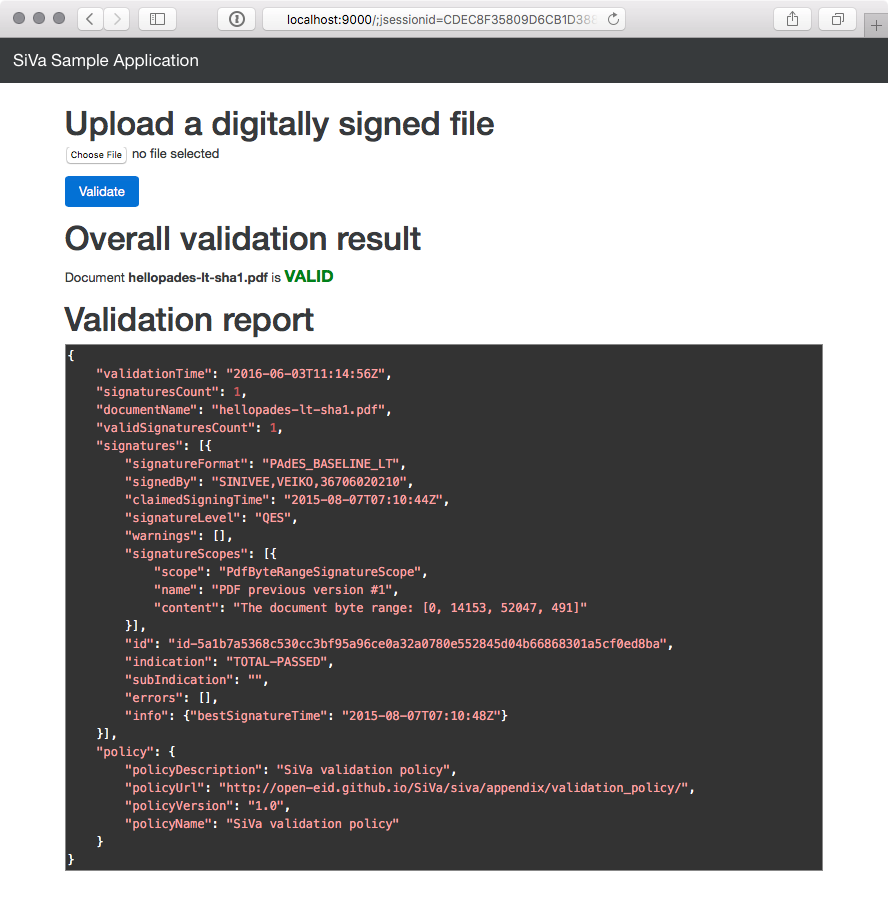 localhost:9000/;jsessionid=CDEC8F35809D6CB1D388
SiVa Sample Application
Upload a digitally signed file
Choose File no file selected
Validate
Overall validation result
Document hellopades-lt-sha1.pdf is VALID
Validation report
{
    "validationTime": "2016-06-03T11:14:56Z",
    "signaturesCount": 1,
    "documentName": "hellopades-lt-sha1.pdf",
    "validSignaturesCount": 1,
    "signatures": [{
        "signatureFormat": "PAdES_BASELINE_LT",
        "signedBy": "SINIVEE,VEIKO,36706020210",
        "claimedSigningTime": "2015-08-07T07:10:44Z",
        "signatureLevel": "QES",
        "warnings": [],
        "signatureScopes": [{
            "scope": "PdfByteRangeSignatureScope",
            "name": "PDF previous version #1",
            "content": "The document byte range: [0, 14153, 52047, 491]"
        }],
        "id": "id-5a1b7a5368c530cc3bf95a96ce0a32a0780e552845d04b66868301a5cf0ed8ba",
        "indication": "TOTAL-PASSED",
        "subIndication": "",
        "errors": [],
        "info": {"bestSignatureTime": "2015-08-07T07:10:48Z"}
    }],
    "policy": {
        "policyDescription": "SiVa validation policy",
        "policyUrl": "http://open-eid.github.io/SiVa/siva/appendix/validation_policy/",
        "policyVersion": "1.0",
        "policyName": "SiVa validation policy"
    }
}